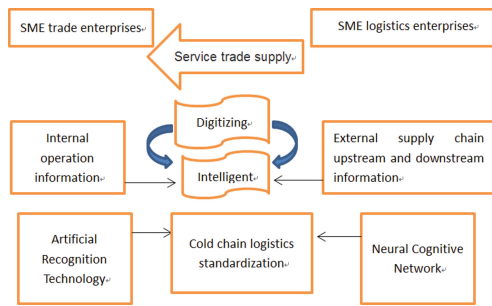 SME trade enterprises
SME logistics enterprises
Service trade supply
Digitizing
Internal
operation
information
External supply chain
upstream and downstream
information
Intelligent
Artificial
Recognition
Technology
Cold chain logistics
standardization
Neural Cognitive
Network